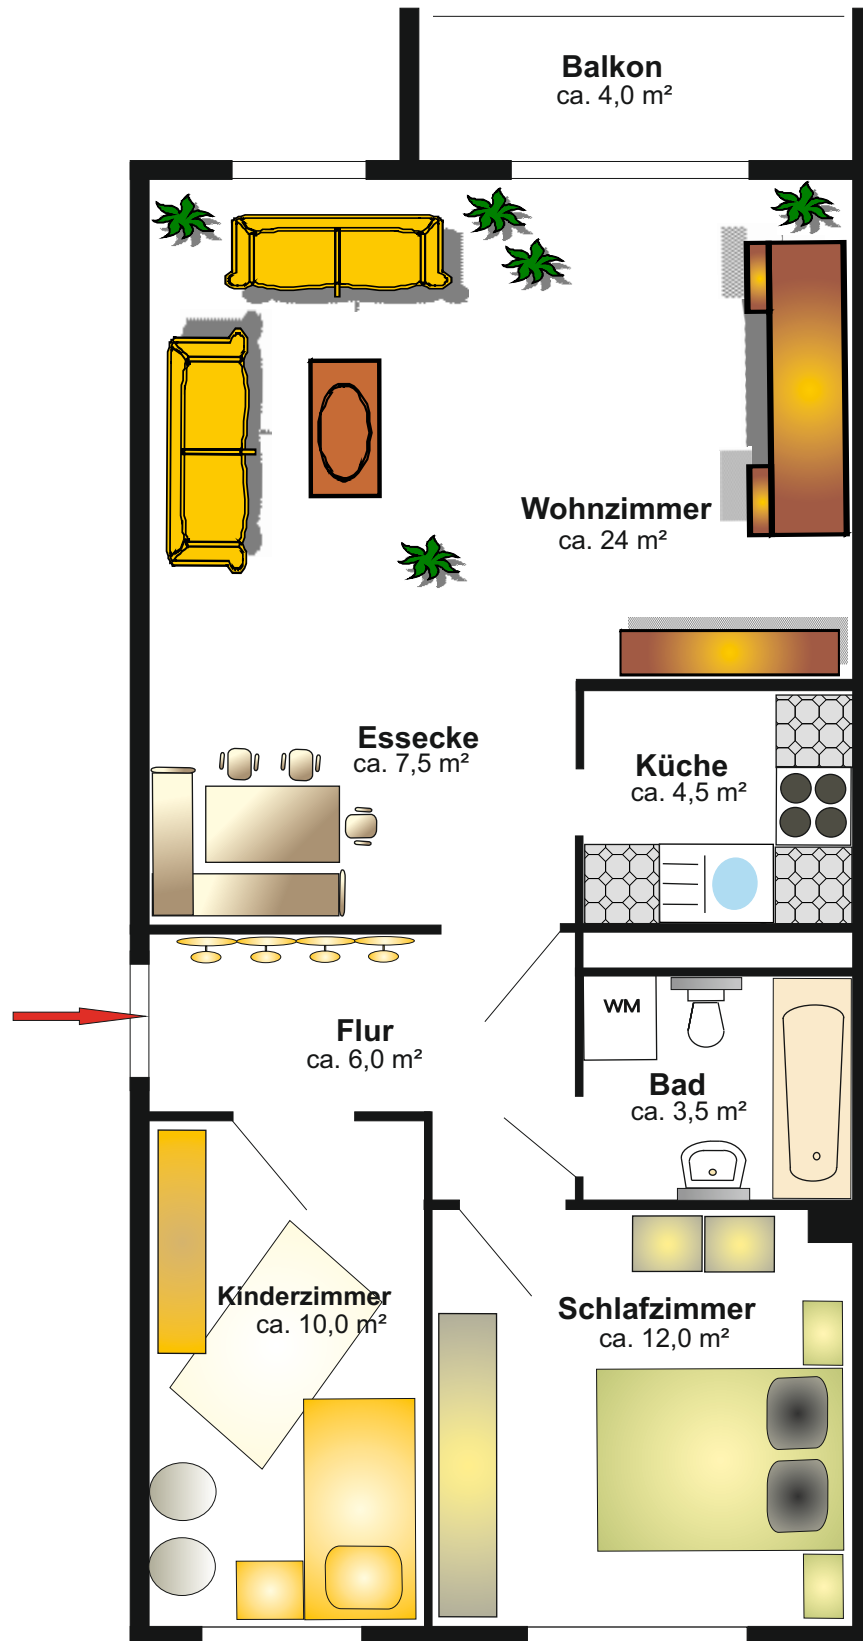 Balkon
ca. 4,0 m²
Wohnzimmer
ca. 24 m²
Essecke
ca. 7,5 m²
Küche
ca. 4,5 m²
Flur
ca. 6,0 m²
WM
Bad
ca. 3,5 m²
Kinderzimmer
ca. 10,0 m²
Schlafzimmer
ca. 12,0 m²